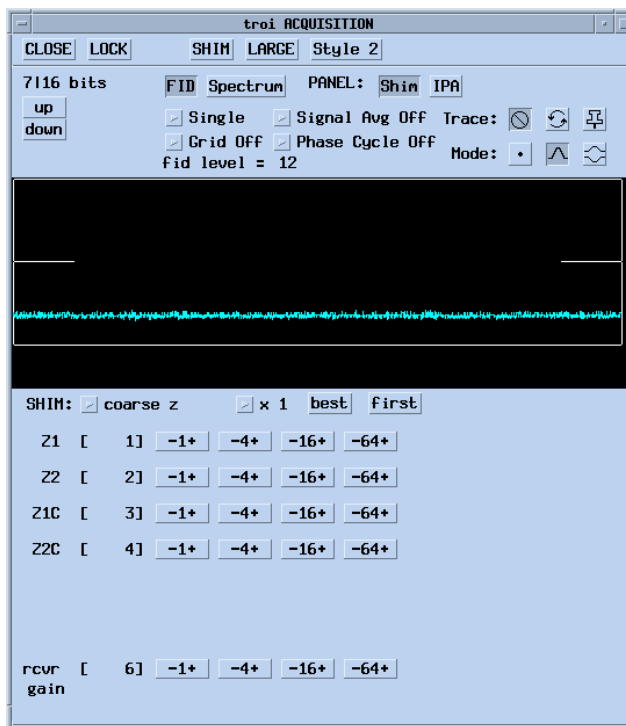 troi ACQUISITION
CLOSE LOCK SHIM LARGE Style 2
7|16 bits FID Spectrum PANEL: Shim IPA
up
down
Single Signal Avg Off Trace:
Grid Off Phase Cycle Off Mode:
fid level = 12
SHIM: coarse z x 1 best first
Z1 [ 1] -1+ -4+ -16+ -64+
Z2 [ 2] -1+ -4+ -16+ -64+
Z1C [ 3] -1+ -4+ -16+ -64+
Z2C [ 4] -1+ -4+ -16+ -64+
rcvr [ 6] -1+ -4+ -16+ -64+
gain